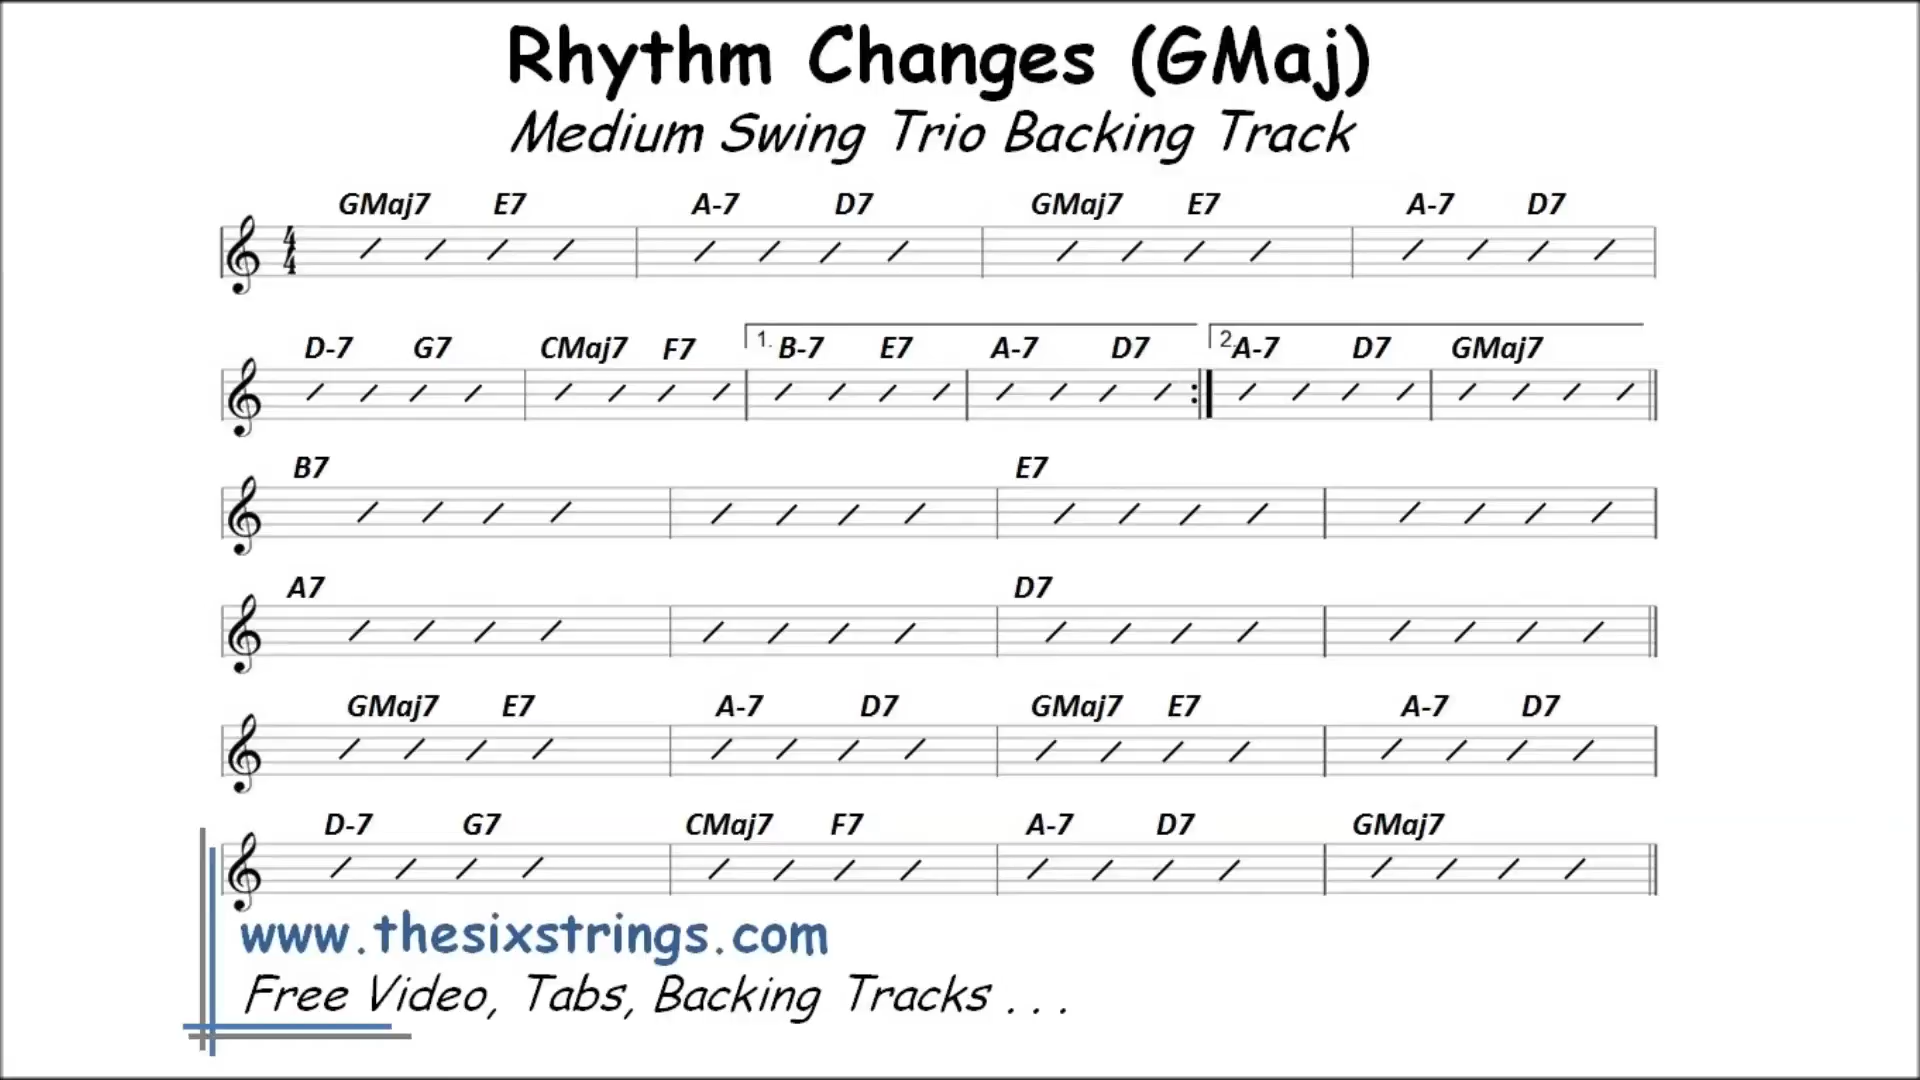 Rhythm Changes (GMaj)
Medium Swing Trio Backing Track
GMaj7 E7 A-7 D7 GMaj7 E7 A-7 D7
4
4
D-7 G7 CMaj7 F7 1. B-7 E7 A-7 D7 2. A-7 D7 GMaj7
B7 E7
A7 D7
GMaj7 E7 A-7 D7 GMaj7 E7 A-7 D7
D-7 G7 CMaj7 F7 A-7 D7 GMaj7
www.thesixstrings.com
Free Video, Tabs, Backing Tracks . . .